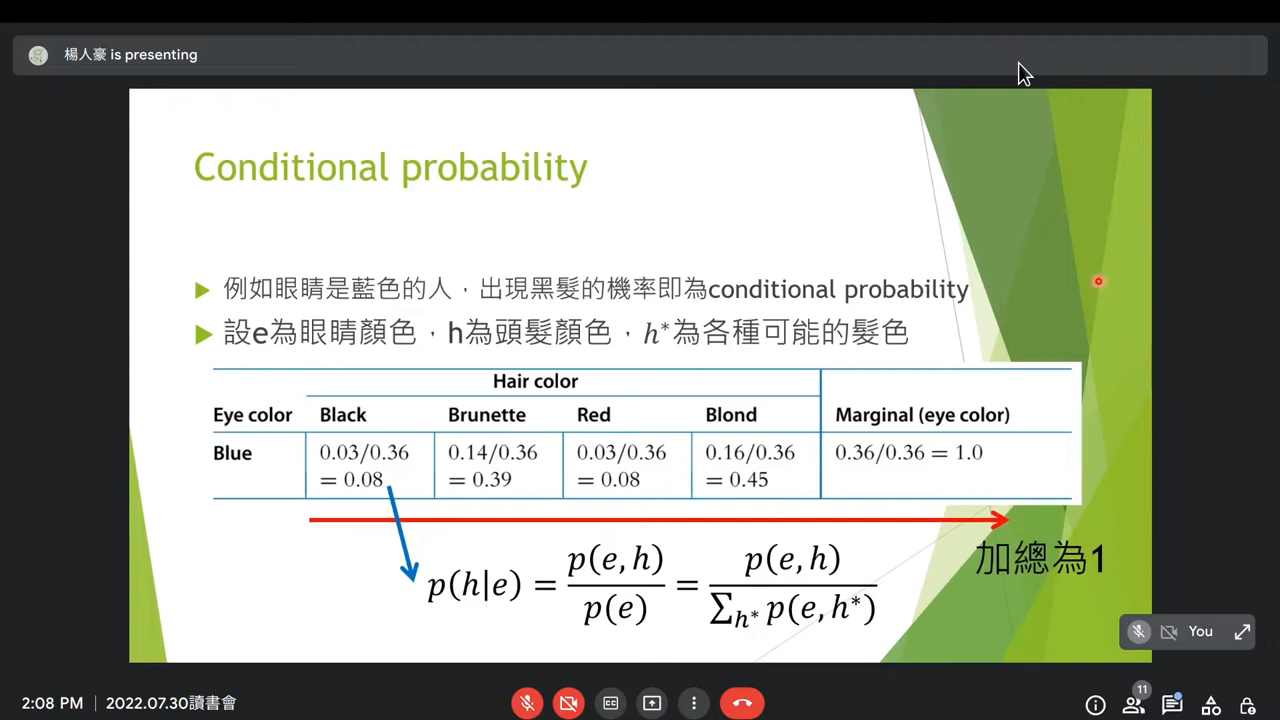 楊人豪 is presenting
Conditional probability
例如眼睛是藍色的人，出現黑髮的機率即為conditional probability
設e為眼睛顏色，h為頭髮顏色，h*為各種可能的髮色
Hair color
Eye color Black Brunette Red Blond Marginal (eye color)
Blue 0.03/0.36 0.14/0.36 0.03/0.36 0.16/0.36 0.36/0.36 = 1.0
= 0.08 = 0.39 = 0.08 = 0.45
加總為1
p(h|e) = p(e, h) / p(e) = p(e, h) / ∑h* p(e, h*)
You
2:08 PM | 2022.07.30讀書會
11